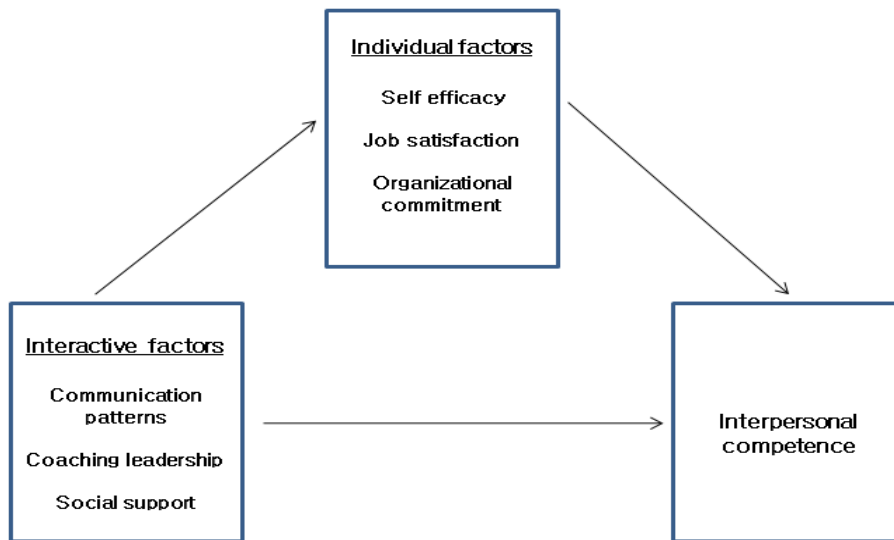 Individual factors
Self efficacy
Job satisfaction
Organizational
commitment
Interactive factors
Communication
patterns
Coaching leadership
Social support
Interpersonal
competence